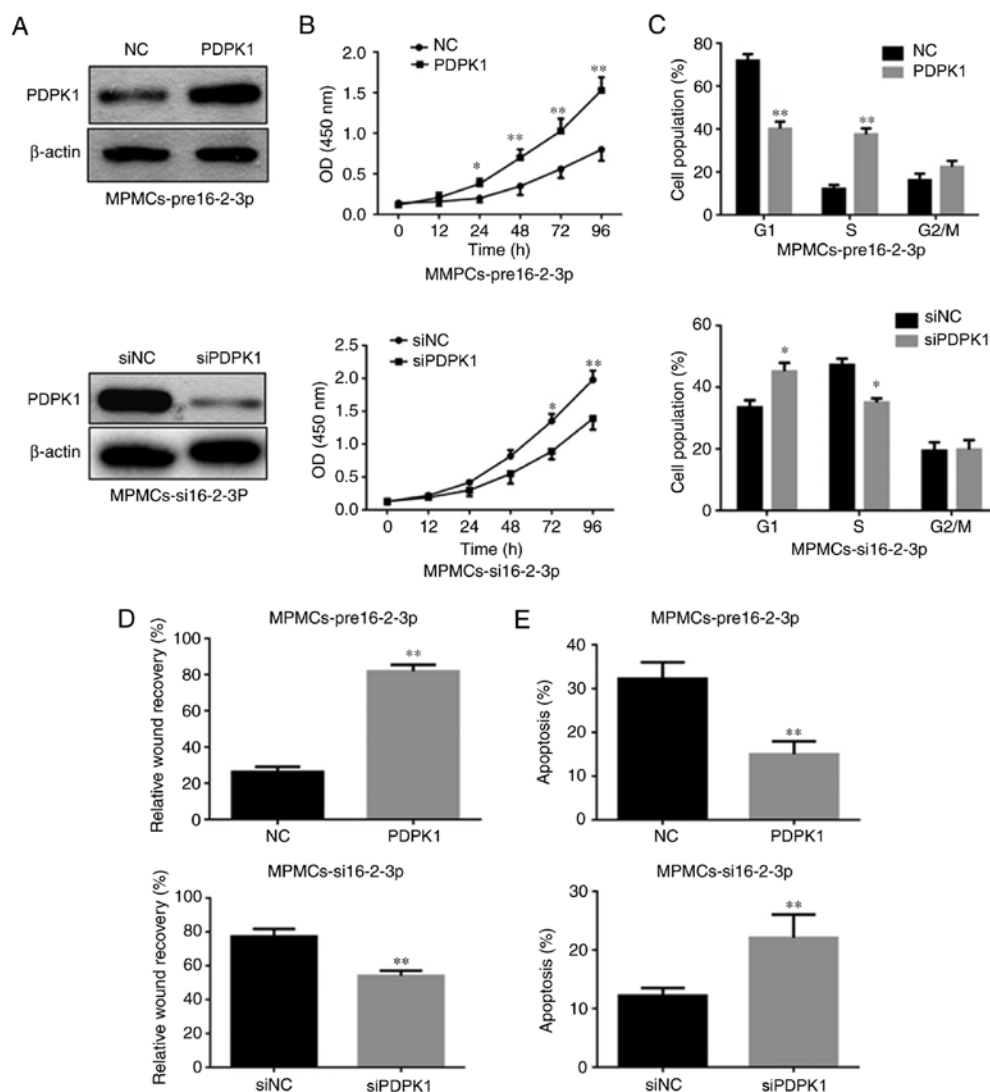 A
NC PDPK1
PDPK1
β-actin
MPMCs-pre16-2-3p
siNC siPDPK1
PDPK1
β-actin
MPMCs-si16-2-3P
B
NC
PDPK1
OD (450 nm)
2.0
1.5
1.0
0.5
0.0
* ** ** **
0 12 24 48 72 96
Time (h)
MMPCs-pre16-2-3p
siNC
siPDPK1
OD (450 nm)
2.5
2.0
1.5
1.0
0.5
0.0
* **
0 12 24 48 72 96
Time (h)
MPMCs-si16-2-3p
C
NC
PDPK1
Cell population (%)
80
60
40
20
0
** **
G1 S G2/M
MPMCs-pre16-2-3p
siNC
siPDPK1
Cell population (%)
60
40
20
0
* *
G1 S G2/M
MPMCs-si16-2-3p
D
MPMCs-pre16-2-3p
Relative wound recovery (%)
100
80
60
40
20
0
**
NC PDPK1
MPMCs-si16-2-3p
Relative wound recovery (%)
100
80
60
40
20
0
**
siNC siPDPK1
E
MPMCs-pre16-2-3p
Apoptosis (%)
40
30
20
10
0
**
NC PDPK1
MPMCs-si16-2-3p
Apoptosis (%)
30
20
10
0
**
siNC siPDPK1